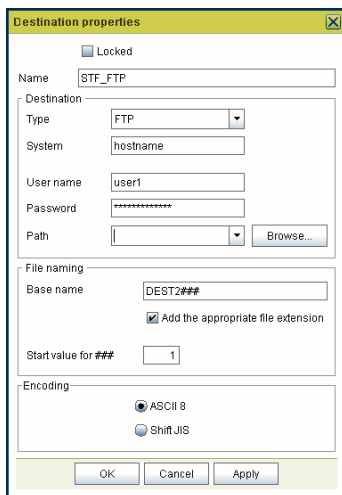 Destination properties
Locked
Name STF_FTP
Destination
Type FTP
System hostname
User name user1
Password *************
Path Browse...
File naming
Base name DEST2###
Add the appropriate file extension
Start value for ### 1
Encoding
ASCII 8
Shift JIS
OK Cancel Apply